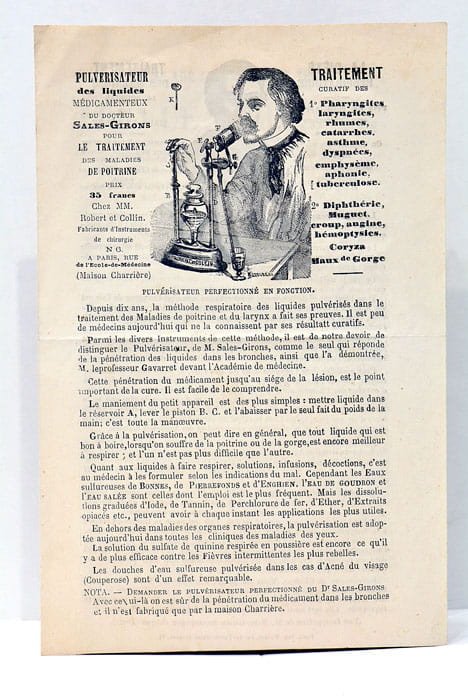 PULVÉRISATEUR
des liquides
MÉDICAMENTEUX
DU DOCTEUR
SALES-GIRONS
POUR
LE TRAITEMENT
DES MALADIES
DE POITRINE
PRIX
35 francs
Chez MM.
Robert et Collin.
Fabricants d'Instruments
de chirurgie
N 6.
A PARIS, RUE
de l'Ecole-de-Médecine
(Maison Charrière)
TRAITEMENT
CURATIF DES
1º Pharyngites,
laryngites,
rhumes,
catarrhes,
asthme,
dyspnées,
emphysème,
aphonie,
tuberculose.
2º Diphthérie,
Muguet,
croup, angine,
hémoptysies.
Coryza
Maux de Gorge
PULVÉRISATEUR PERFECTIONNÉ EN FONCTION.
Depuis dix ans, la méthode respiratoire des liquides pulvérisés dans le
traitement des Maladies de poitrine et du larynx a fait ses preuves. Il est peu
de médecins aujourd'hui qui ne la connaissent par ses résultatt curatifs.
Parmi les divers Instruments de cette méthode, il est de notre devoir de
distinguer le Pulvérisateur, de M. Sales-Girons, comme le seul qui réponde
de la pénétration des liquides dans les bronches, ainsi que l'a démontrée,
M. leprofesseur Gavarret devant l'Académie de médecine.
Cette pénétration du médicament jusqu'au siége de la lésion, est le point
important de la cure. Il est facile de le comprendre.
Le maniement du petit appareil est des plus simples : mettre liquide dans
le réservoir A, lever le piston B. C. et l'abaisser par le seul fait du poids de la
main; c'est toute la manœuvre.
Grâce à la pulvérisation, on peut dire en général, que tout liquide qui est
bon à boire, lorsqu'on souffre de la poitrine ou de la gorge, est encore meilleur
à respirer ; et l'un n'est pas plus difficile que l'autre.
Quant aux liquides à faire respirer, solutions, infusions, décoctions, c'est
au médecin à les formuler selon les indications du mal. Cependant les Eaux
sulfureuses de BONNES, de PIERREFONDS et d'ENGHIEN, l'EAU DE GOUDRON et
l'EAU SALÉE sont celles dont l'emploi est le plus fréquent. Mais les dissolu-
tions graduées d'Iode, de Tannin, de Perchlorure de fer, d'Ether, d'Extraits
opiacés etc., peuvent avoir à chaque instant les applications les plus utiles.
En dehors des maladies des organes respiratoires, la pulvérisation est adop-
tée aujourd'hui dans toutes les cliniques des maladies des yeux.
La solution du sulfate de quinine respirée en poussière est encore ce qu'il
y a de plus efficace contre les Fièvres intermittentes les plus rebelles.
Les douches d'eau sulfureuse pulvérisée dans les cas d'Acné du visage
(Couperose) sont d'un effet remarquable.
NOTA. — DEMANDER LE PULVÉRISATEUR PERFECTIONNÉ DU Dr SALES-GIRONS
Avec celui-là on est sûr de la pénétration du médicament dans les bronches
et il n'est fabriqué que par la maison Charrière.